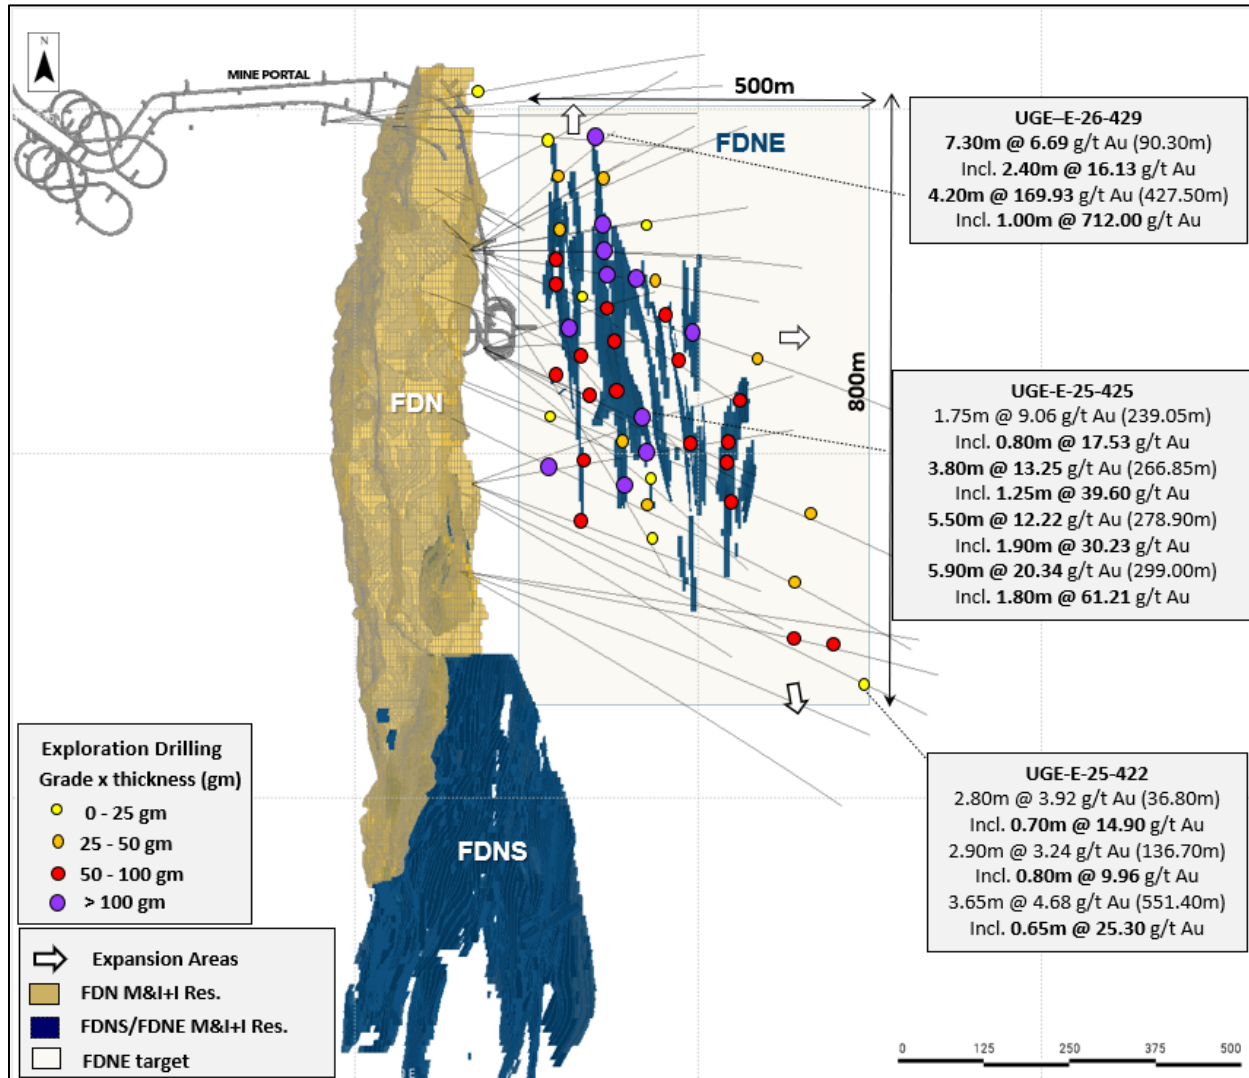 N
MINE PORTAL
500m
FDNE
800m
FDN
FDNS
UGE–E-26-429
7.30m @ 6.69 g/t Au (90.30m)
Incl. 2.40m @ 16.13 g/t Au
4.20m @ 169.93 g/t Au (427.50m)
Incl. 1.00m @ 712.00 g/t Au
UGE-E-25-425
1.75m @ 9.06 g/t Au (239.05m)
Incl. 0.80m @ 17.53 g/t Au
3.80m @ 13.25 g/t Au (266.85m)
Incl. 1.25m @ 39.60 g/t Au
5.50m @ 12.22 g/t Au (278.90m)
Incl. 1.90m @ 30.23 g/t Au
5.90m @ 20.34 g/t Au (299.00m)
Incl. 1.80m @ 61.21 g/t Au
UGE-E-25-422
2.80m @ 3.92 g/t Au (36.80m)
Incl. 0.70m @ 14.90 g/t Au
2.90m @ 3.24 g/t Au (136.70m)
Incl. 0.80m @ 9.96 g/t Au
3.65m @ 4.68 g/t Au (551.40m)
Incl. 0.65m @ 25.30 g/t Au
Exploration Drilling
Grade x thickness (gm)
0 - 25 gm
25 - 50 gm
50 - 100 gm
> 100 gm
Expansion Areas
FDN M&I+I Res.
FDNS/FDNE M&I+I Res.
FDNE target
0 125 250 375 500